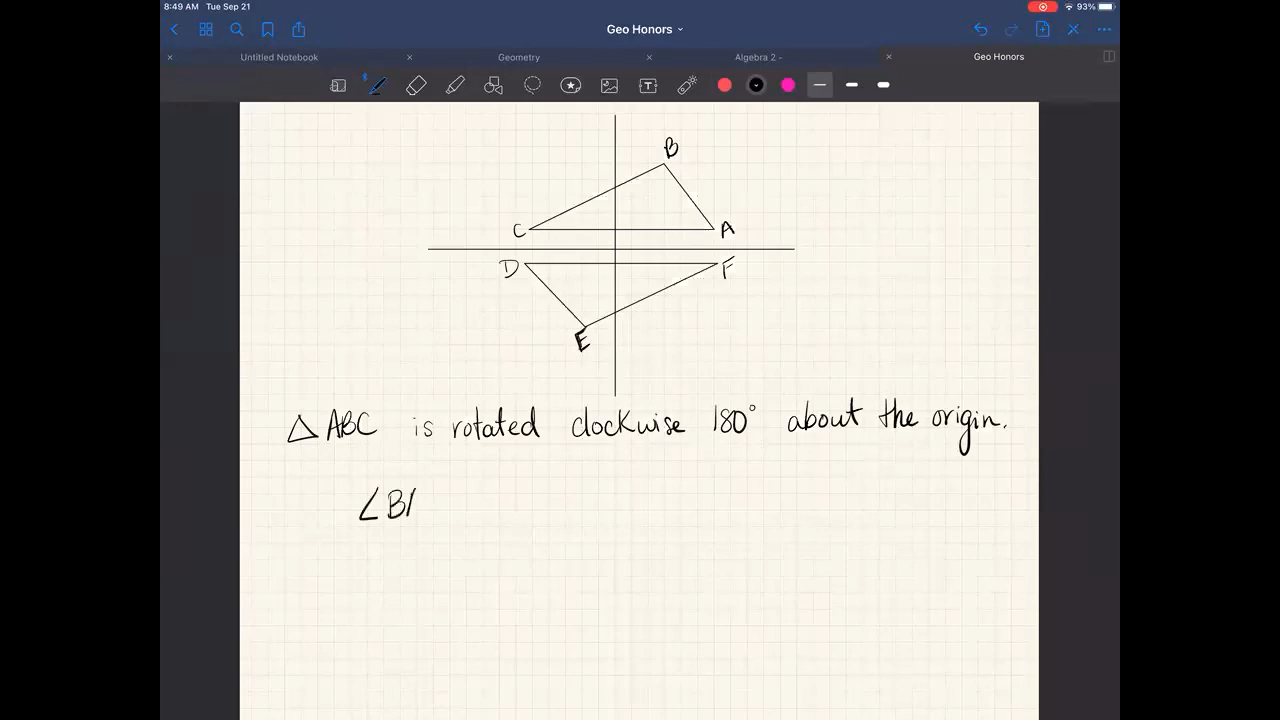 8:49 AM Tue Sep 21
93%
Geo Honors
Untitled Notebook
Geometry
Algebra 2 -
Geo Honors
B
C
A
D
F
E
△ABC is rotated clockwise 180° about the origin.
∠B